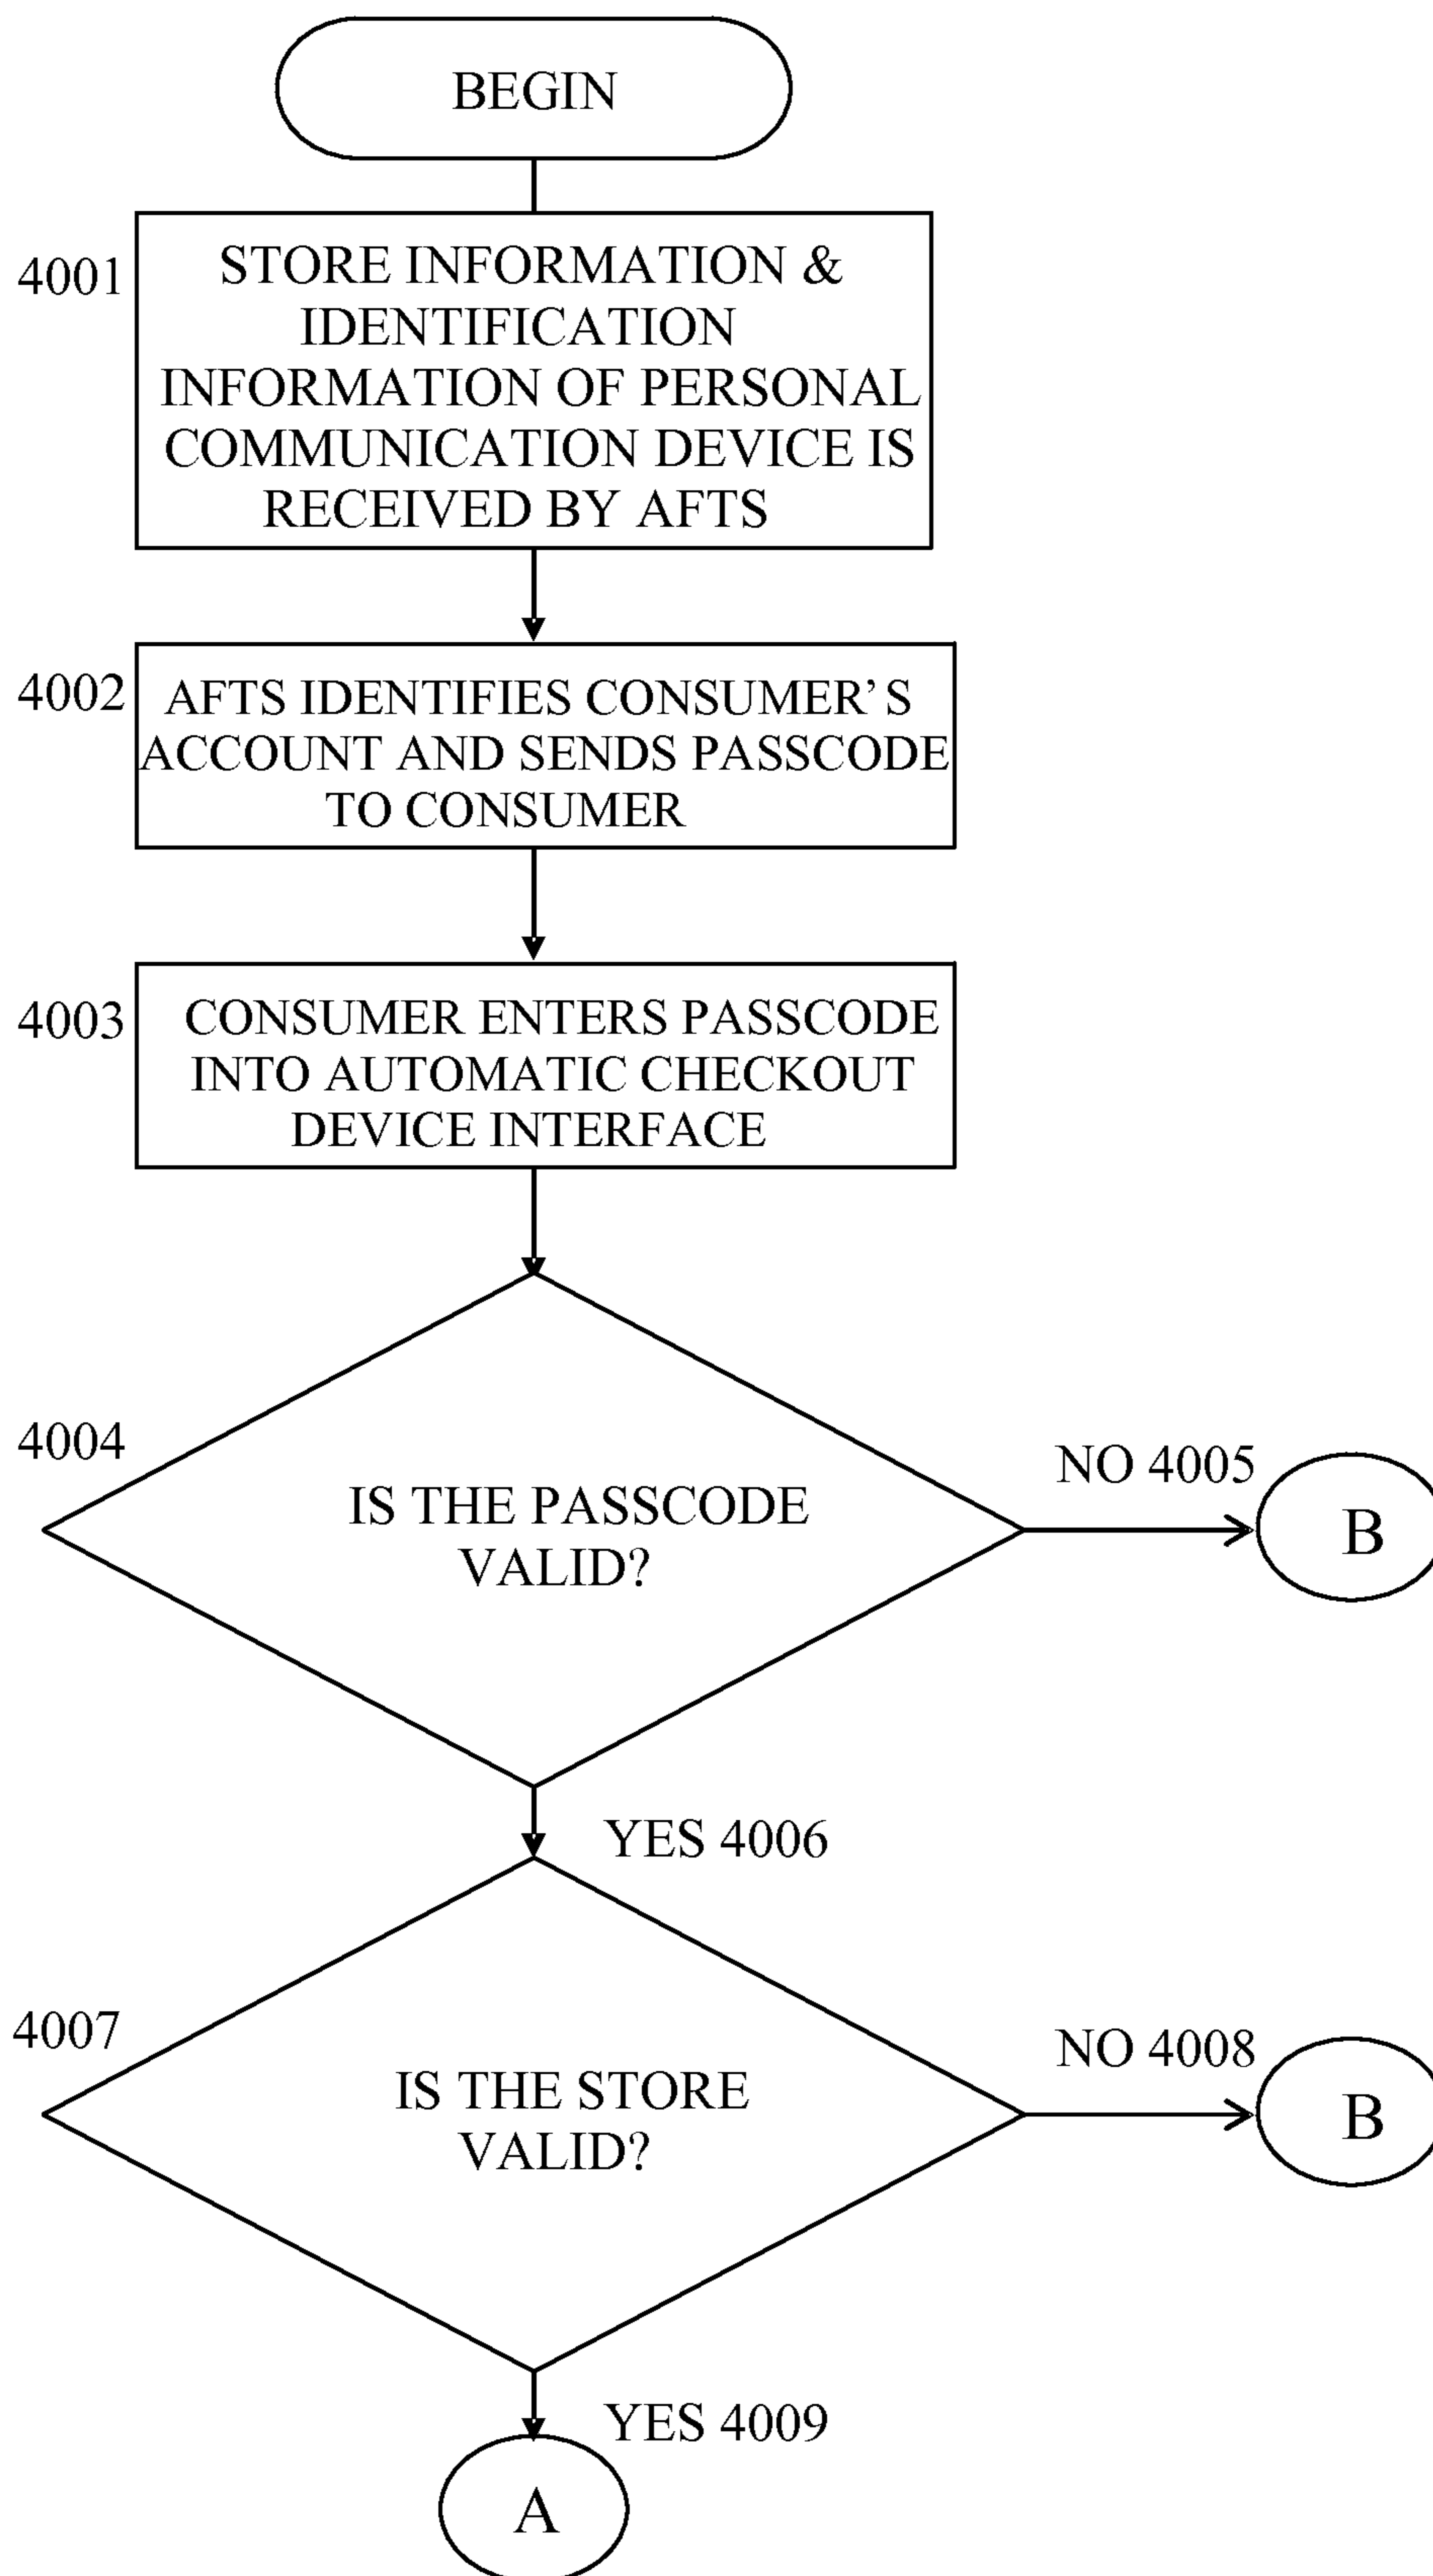 BEGIN
4001
STORE INFORMATION &
IDENTIFICATION
INFORMATION OF PERSONAL
COMMUNICATION DEVICE IS
RECEIVED BY AFTS
4002
AFTS IDENTIFIES CONSUMER'S
ACCOUNT AND SENDS PASSCODE
TO CONSUMER
4003
CONSUMER ENTERS PASSCODE
INTO AUTOMATIC CHECKOUT
DEVICE INTERFACE
4004
IS THE PASSCODE
VALID?
NO 4005
B
YES 4006
4007
IS THE STORE
VALID?
NO 4008
B
YES 4009
A